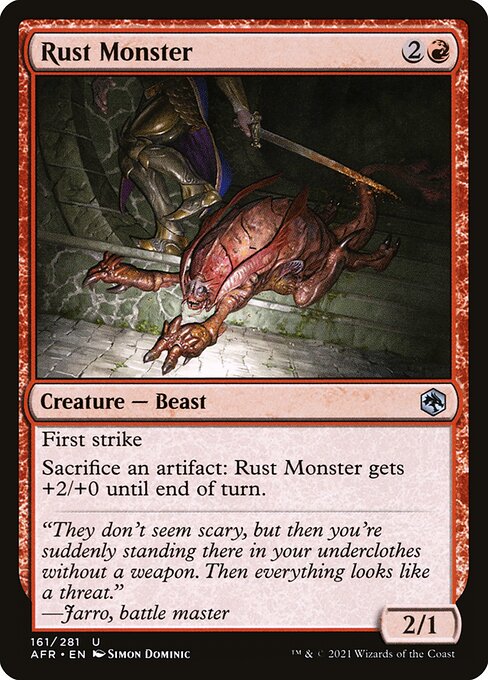 Rust Monster 2
Creature — Beast
First strike
Sacrifice an artifact: Rust Monster gets
+2/+0 until end of turn.
“They don’t seem scary, but then you’re
suddenly standing there in your underclothes
without a weapon. Then everything looks like
a threat.”
—Jarro, battle master
2/1
161/281 U
AFR • EN Simon Dominic ™ & © 2021 Wizards of the Coast